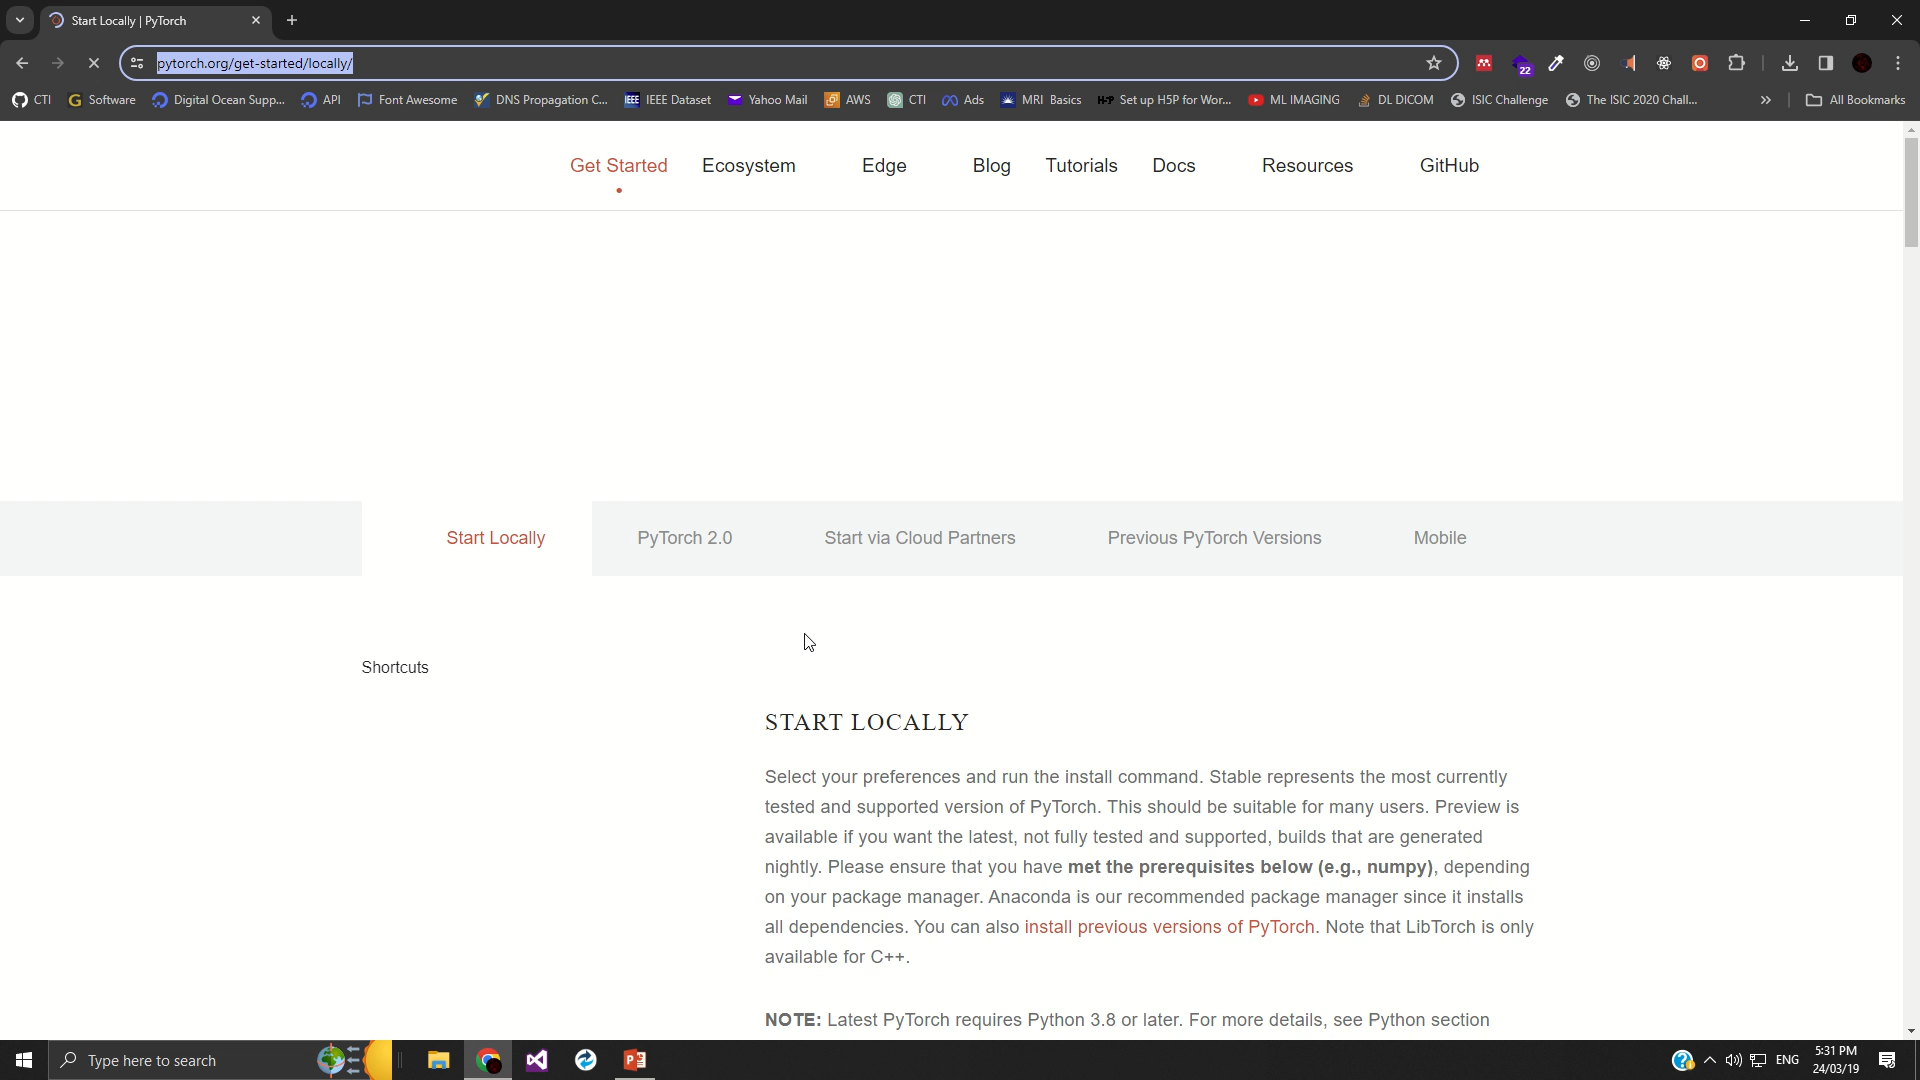 Start Locally | PyTorch
pytorch.org/get-started/locally/
22
CTI Software Digital Ocean Supp... API Font Awesome DNS Propagation C... IEEE IEEE Dataset Yahoo Mail AWS CTI Ads MRI Basics H-P Set up H5P for Wor... ML IMAGING DL DICOM ISIC Challenge The ISIC 2020 Chall... » All Bookmarks
Get Started Ecosystem Edge Blog Tutorials Docs Resources GitHub
Start Locally PyTorch 2.0 Start via Cloud Partners Previous PyTorch Versions Mobile
Shortcuts
START LOCALLY
Select your preferences and run the install command. Stable represents the most currently
tested and supported version of PyTorch. This should be suitable for many users. Preview is
available if you want the latest, not fully tested and supported, builds that are generated
nightly. Please ensure that you have met the prerequisites below (e.g., numpy), depending
on your package manager. Anaconda is our recommended package manager since it installs
all dependencies. You can also install previous versions of PyTorch. Note that LibTorch is only
available for C++.
NOTE: Latest PyTorch requires Python 3.8 or later. For more details, see Python section
Type here to search
ENG
5:31 PM
24/03/19